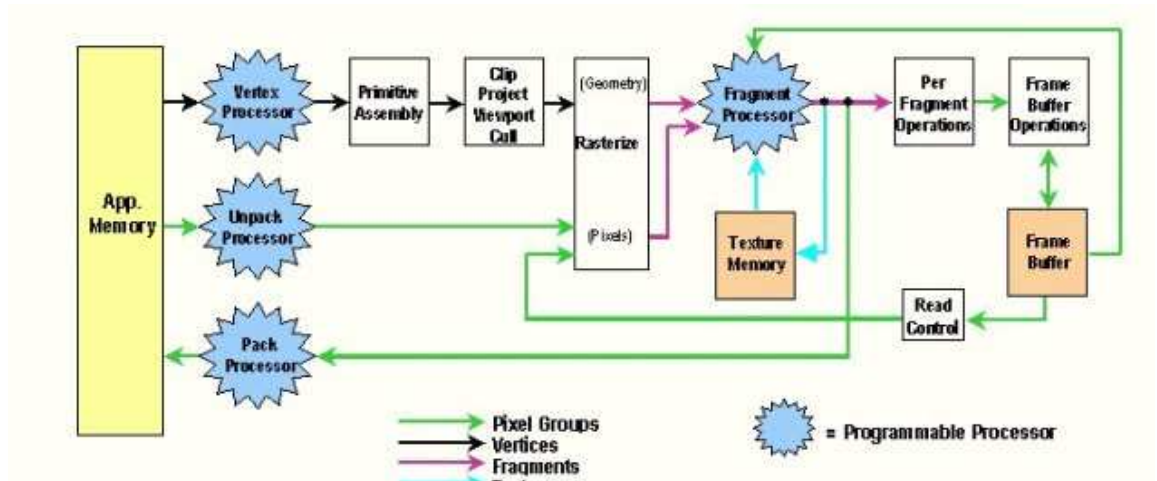 Vertex
Processor
Primitive
Assembly
Clip
Project
Viewport
Cull
(Geometry)
Rasterize
(Pixels)
Fragment
Processor
Per
Fragment
Operations
Frame
Buffer
Operations
App.
Memory
Unpack
Processor
Texture
Memory
Frame
Buffer
Read
Control
Pack
Processor
Pixel Groups
Vertices
Fragments
= Programmable Processor